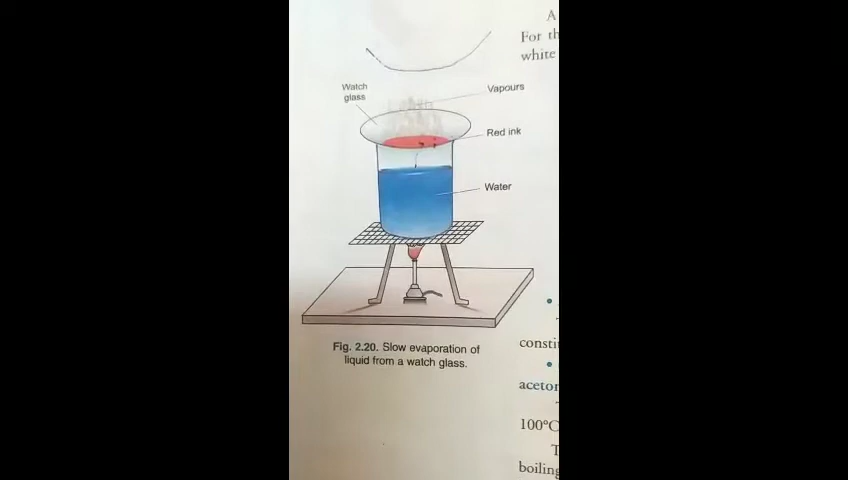 A
For th
white
Watch
glass
Vapours
Red ink
Water
Fig. 2.20. Slow evaporation of
liquid from a watch glass.
consti
aceton
100°C
T
boiling